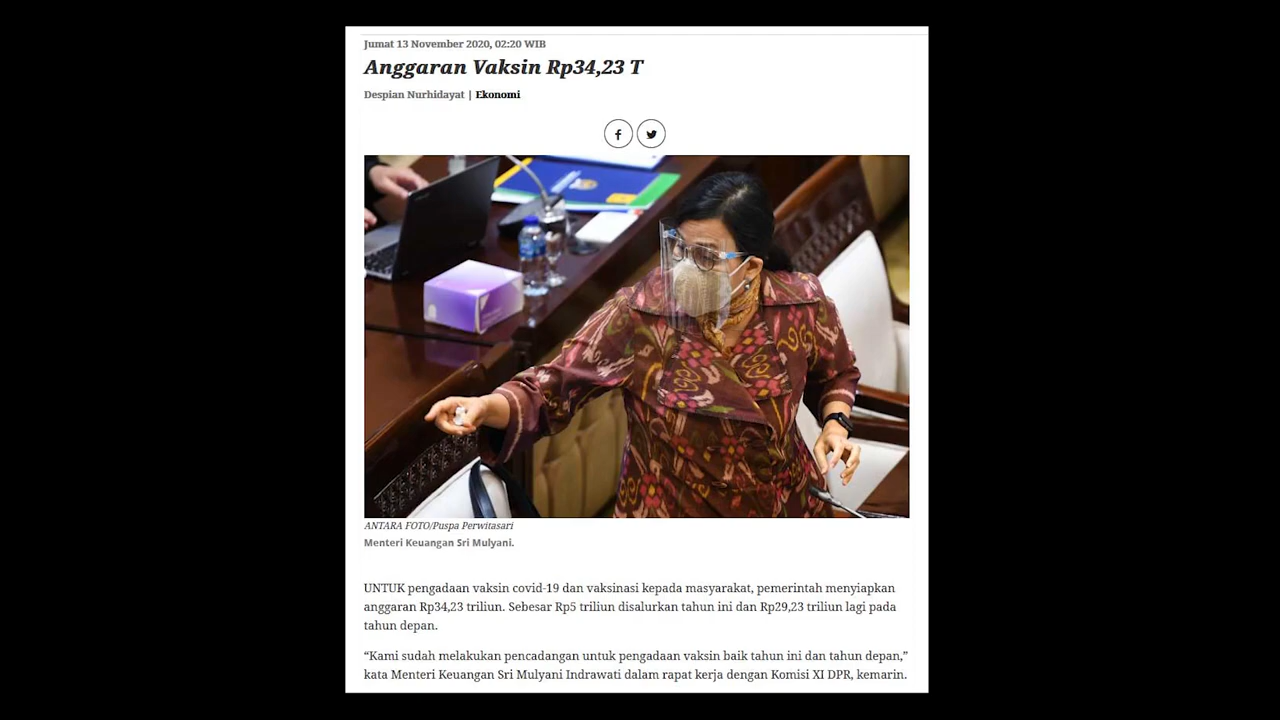 Jumat 13 November 2020, 02:20 WIB
Anggaran Vaksin Rp34,23 T
Despian Nurhidayat | Ekonomi
ANTARA FOTO/Puspa Perwitasari
Menteri Keuangan Sri Mulyani.
UNTUK pengadaan vaksin covid-19 dan vaksinasi kepada masyarakat, pemerintah menyiapkan
anggaran Rp34,23 triliun. Sebesar Rp5 triliun disalurkan tahun ini dan Rp29,23 triliun lagi pada
tahun depan.
“Kami sudah melakukan pencadangan untuk pengadaan vaksin baik tahun ini dan tahun depan,”
kata Menteri Keuangan Sri Mulyani Indrawati dalam rapat kerja dengan Komisi XI DPR, kemarin.